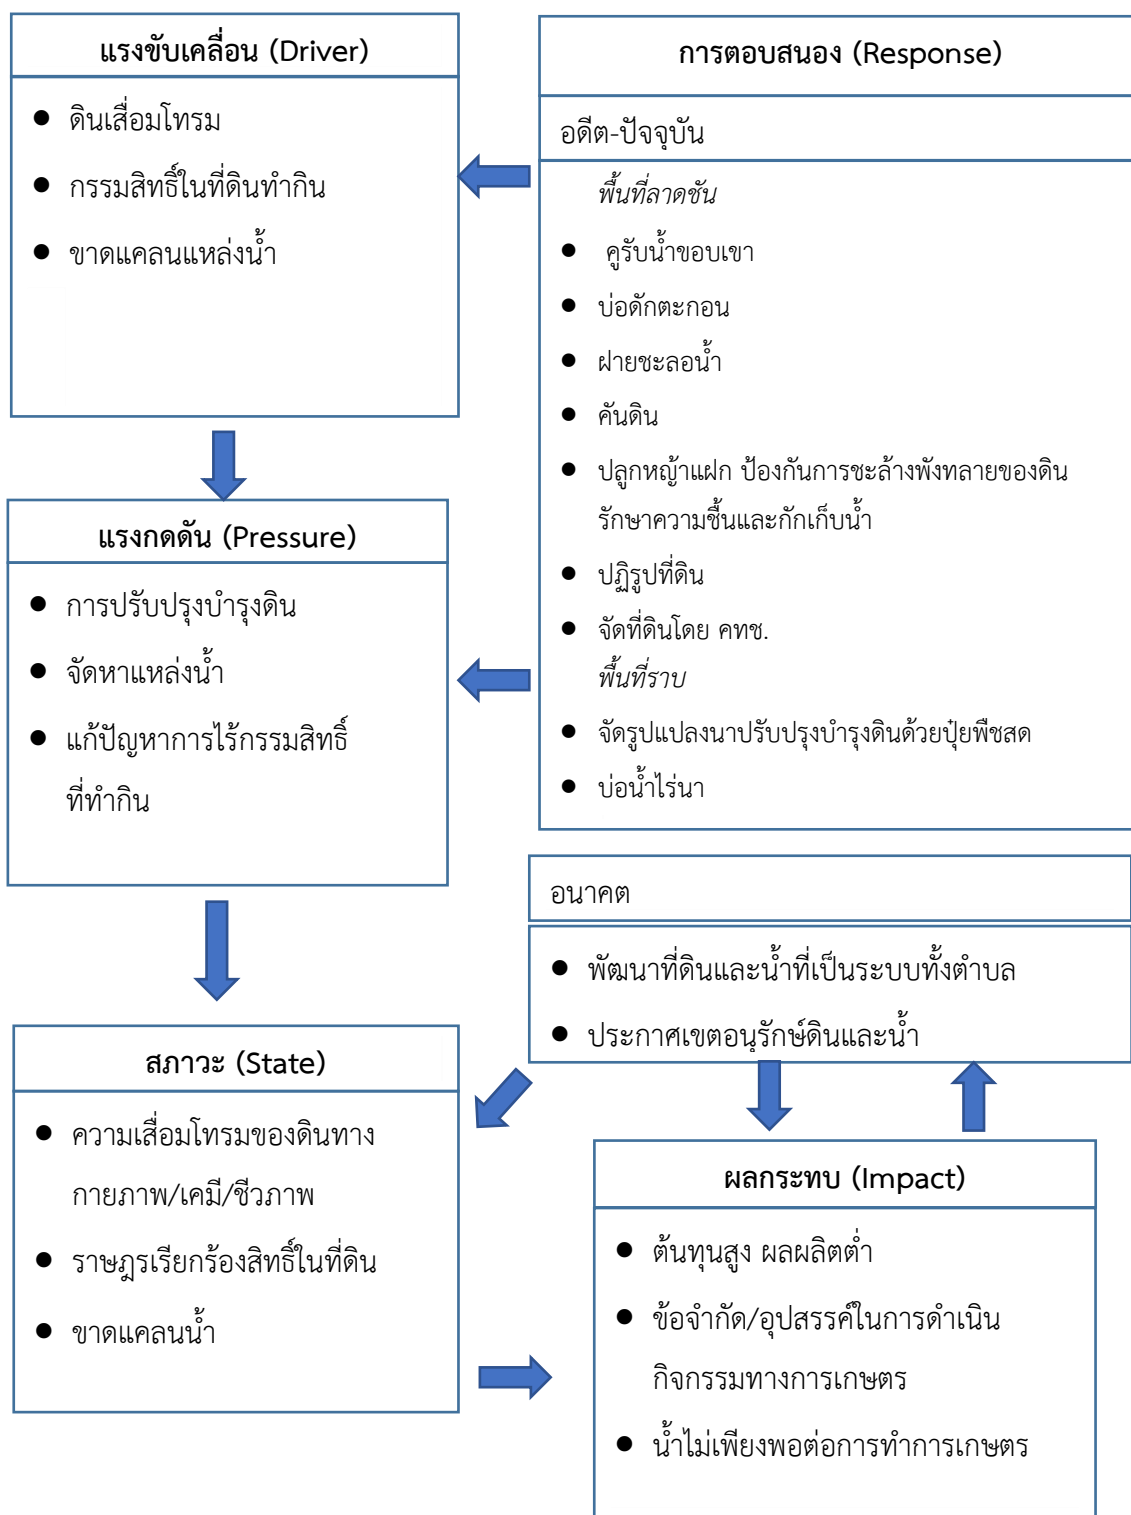 แรงขับเคลื่อน (Driver)
● ดินเสื่อมโทรม
● กรรมสิทธิ์ในที่ดินทำกิน
● ขาดแคลนแหล่งน้ำ
แรงกดดัน (Pressure)
● การปรับปรุงบำรุงดิน
● จัดหาแหล่งน้ำ
● แก้ปัญหาการไร้กรรมสิทธิ์
ที่ทำกิน
สภาวะ (State)
● ความเสื่อมโทรมของดินทาง
กายภาพ/เคมี/ชีวภาพ
● ราษฎรเรียกร้องสิทธิ์ในที่ดิน
● ขาดแคลนน้ำ
การตอบสนอง (Response)
อดีต-ปัจจุบัน
พื้นที่ลาดชัน
● คูรับน้ำขอบเขา
● บ่อดักตะกอน
● ฝายชะลอน้ำ
● คันดิน
● ปลูกหญ้าแฝก ป้องกันการชะล้างพังทลายของดิน
รักษาความชื้นและกักเก็บน้ำ
● ปฏิรูปที่ดิน
● จัดที่ดินโดย คทช.
พื้นที่ราบ
● จัดรูปแปลงนาปรับปรุงบำรุงดินด้วยปุ๋ยพืชสด
● บ่อน้ำไร่นา
อนาคต
● พัฒนาที่ดินและน้ำที่เป็นระบบทั้งตำบล
● ประกาศเขตอนุรักษ์ดินและน้ำ
ผลกระทบ (Impact)
● ต้นทุนสูง ผลผลิตต่ำ
● ข้อจำกัด/อุปสรรค์ในการดำเนิน
กิจกรรมทางการเกษตร
● น้ำไม่เพียงพอต่อการทำการเกษตร